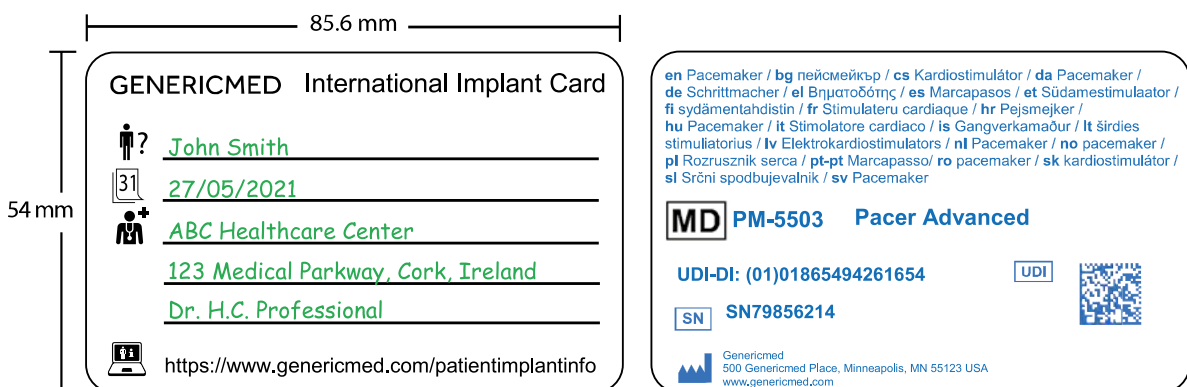 85.6 mm
54 mm
GENERICMED International Implant Card
?
John Smith
31
27/05/2021
ABC Healthcare Center
123 Medical Parkway, Cork, Ireland
Dr. H.C. Professional
https://www.genericmed.com/patientimplantinfo
en Pacemaker / bg пейсмейкър / cs Kardiostimulátor / da Pacemaker /
de Schrittmacher / el Βηματοδότης / es Marcapasos / et Südamestimulaator /
fi sydämentahdistin / fr Stimulateru cardiaque / hr Pejsmejker /
hu Pacemaker / it Stimolatore cardiaco / is Gangverkamaður / lt širdies
stimuliatorius / lv Elektrokardiostimulators / nl Pacemaker / no pacemaker /
pl Rozrusznik serca / pt-pt Marcapasso/ ro pacemaker / sk kardiostimulátor /
sl Srčni spodbujevalnik / sv Pacemaker
MD PM-5503 Pacer Advanced
UDI-DI: (01)01865494261654 UDI
SN SN79856214
Genericmed
500 Genericmed Place, Minneapolis, MN 55123 USA
www.genericmed.com